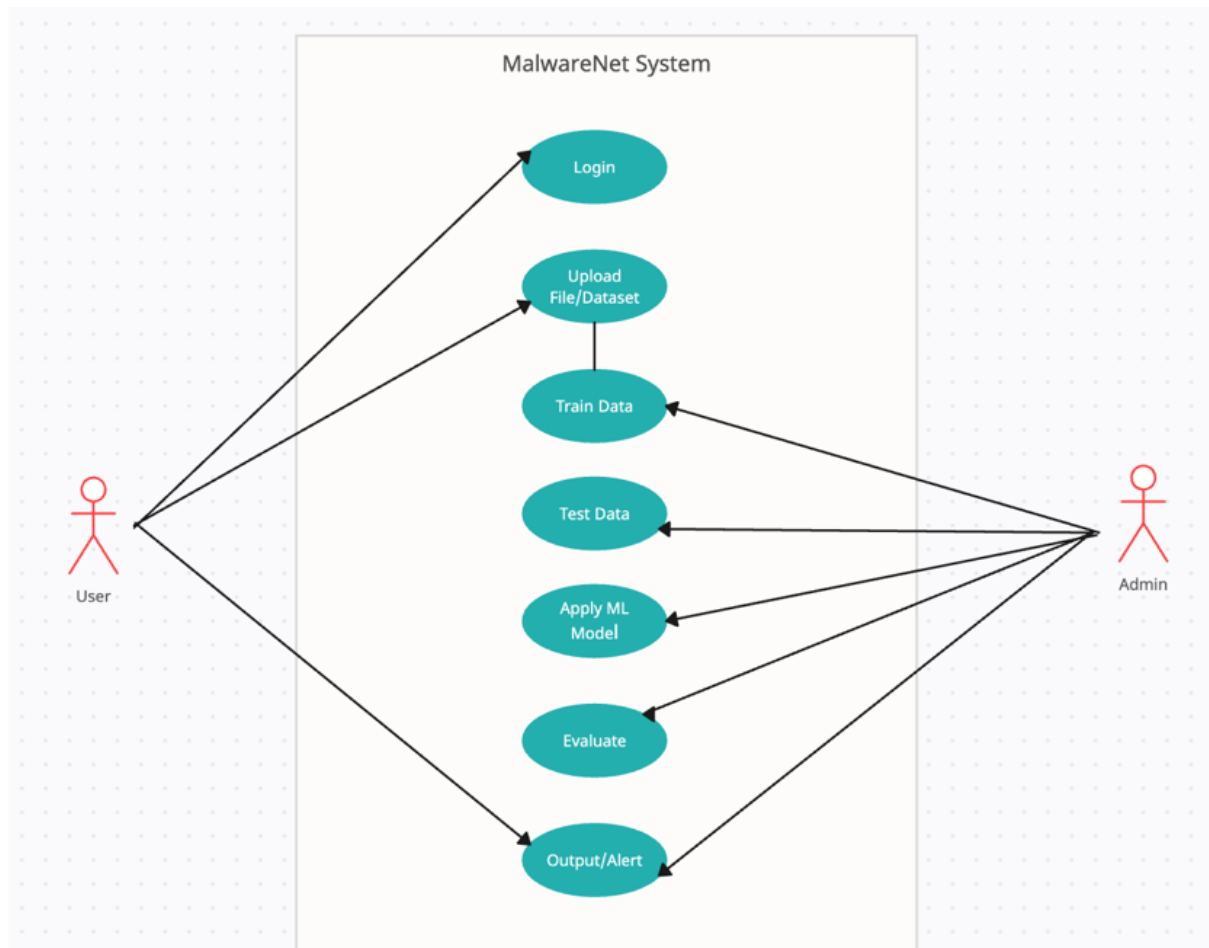 MalwareNet System
Login
Upload
File/Dataset
Train Data
Test Data
Apply ML
Model
Evaluate
Output/Alert
User
Admin